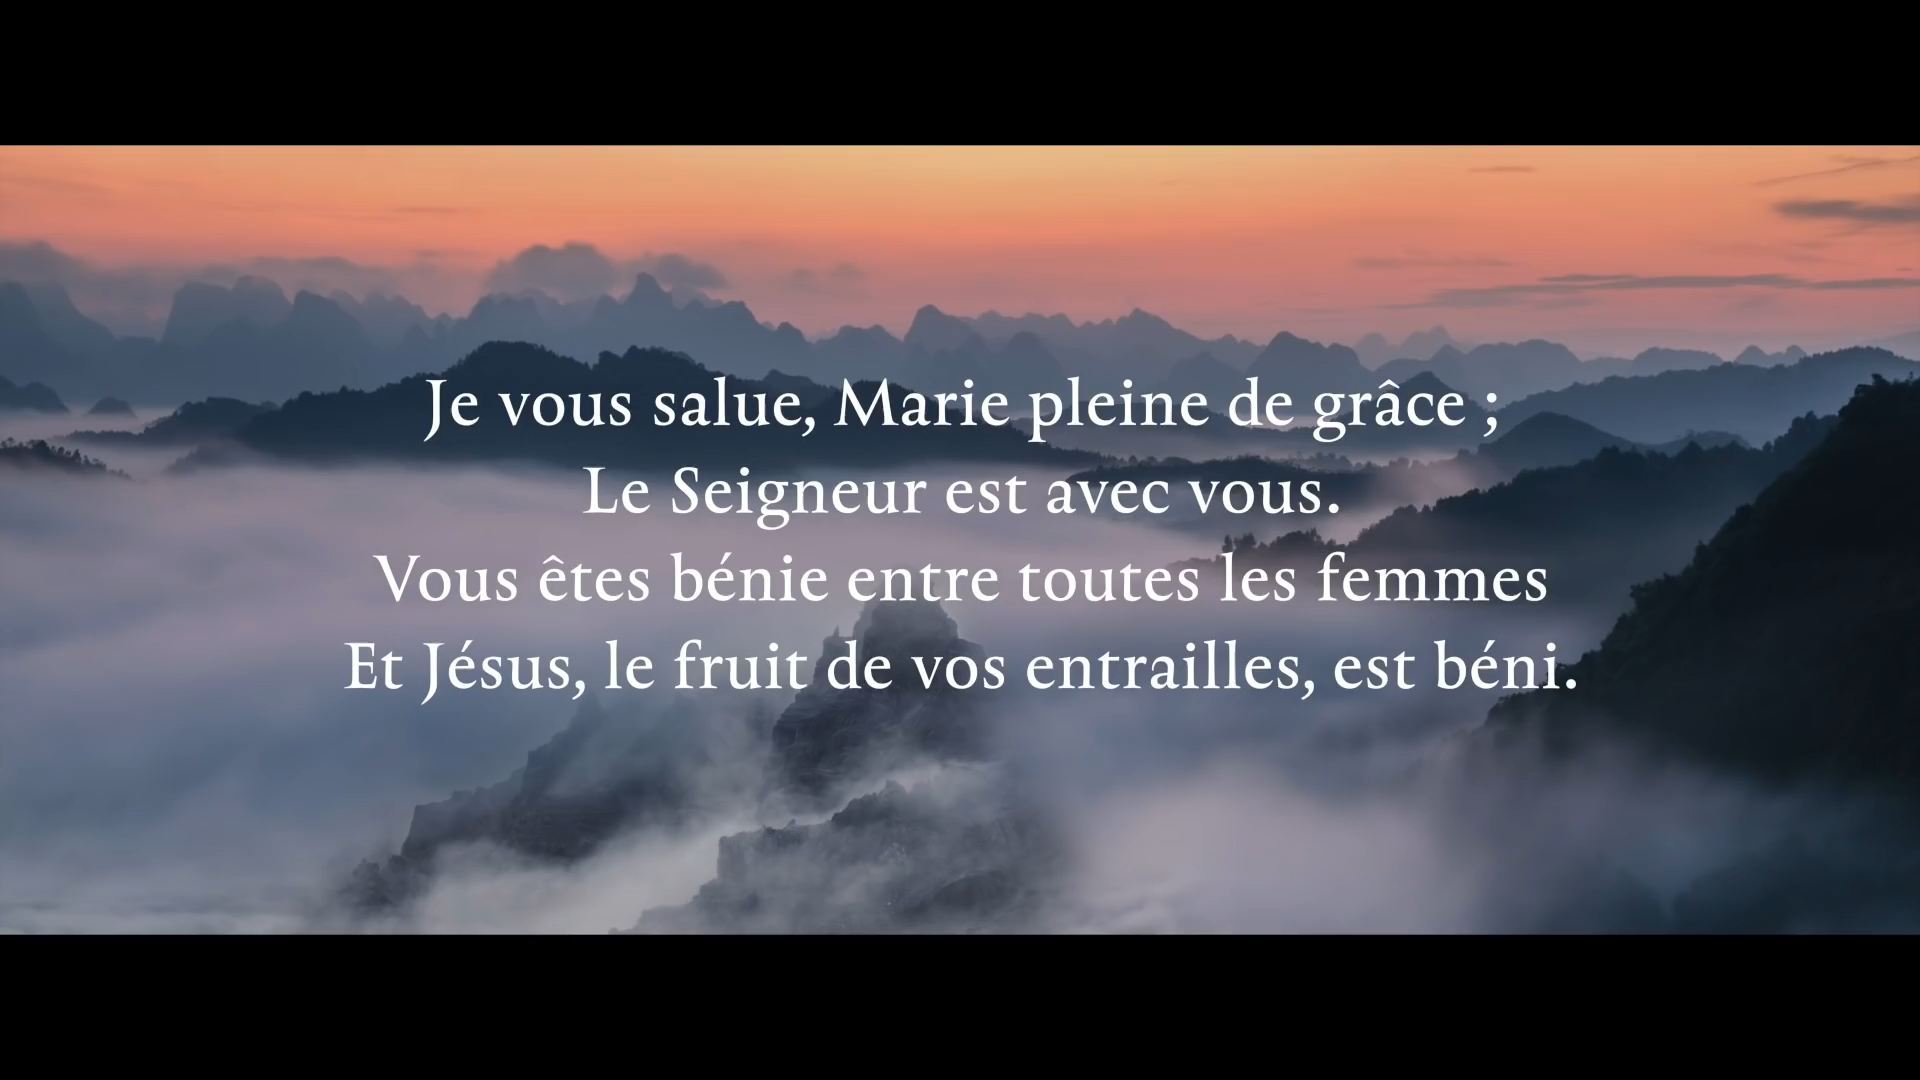 Je vous salue, Marie pleine de grâce ;
Le Seigneur est avec vous.
Vous êtes bénie entre toutes les femmes
Et Jésus, le fruit de vos entrailles, est béni.